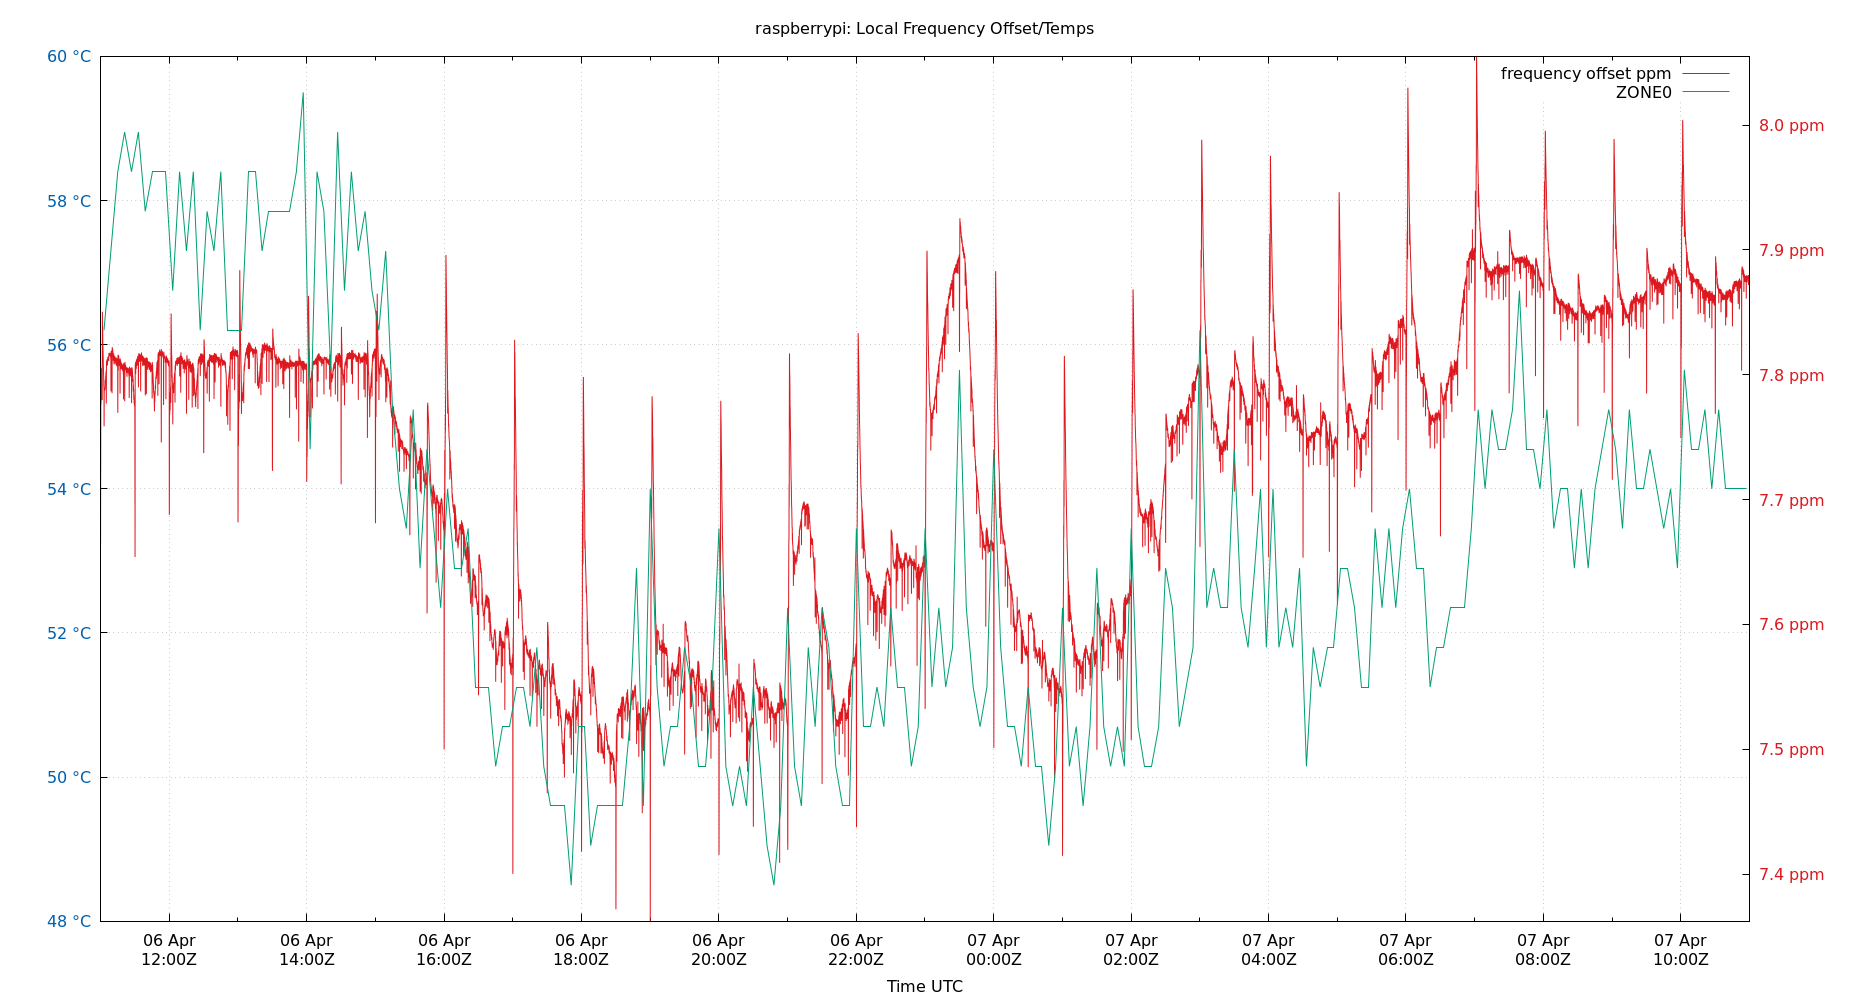 raspberrypi: Local Frequency Offset/Temps
60 °C
58 °C
56 °C
54 °C
52 °C
50 °C
48 °C
frequency offset ppm
ZONE0
8.0 ppm
7.9 ppm
7.8 ppm
7.7 ppm
7.6 ppm
7.5 ppm
7.4 ppm
06 Apr 06 Apr 06 Apr 06 Apr 06 Apr 06 Apr 07 Apr 07 Apr 07 Apr 07 Apr 07 Apr 07 Apr
12:00Z 14:00Z 16:00Z 18:00Z 20:00Z 22:00Z 00:00Z 02:00Z 04:00Z 06:00Z 08:00Z 10:00Z
Time UTC